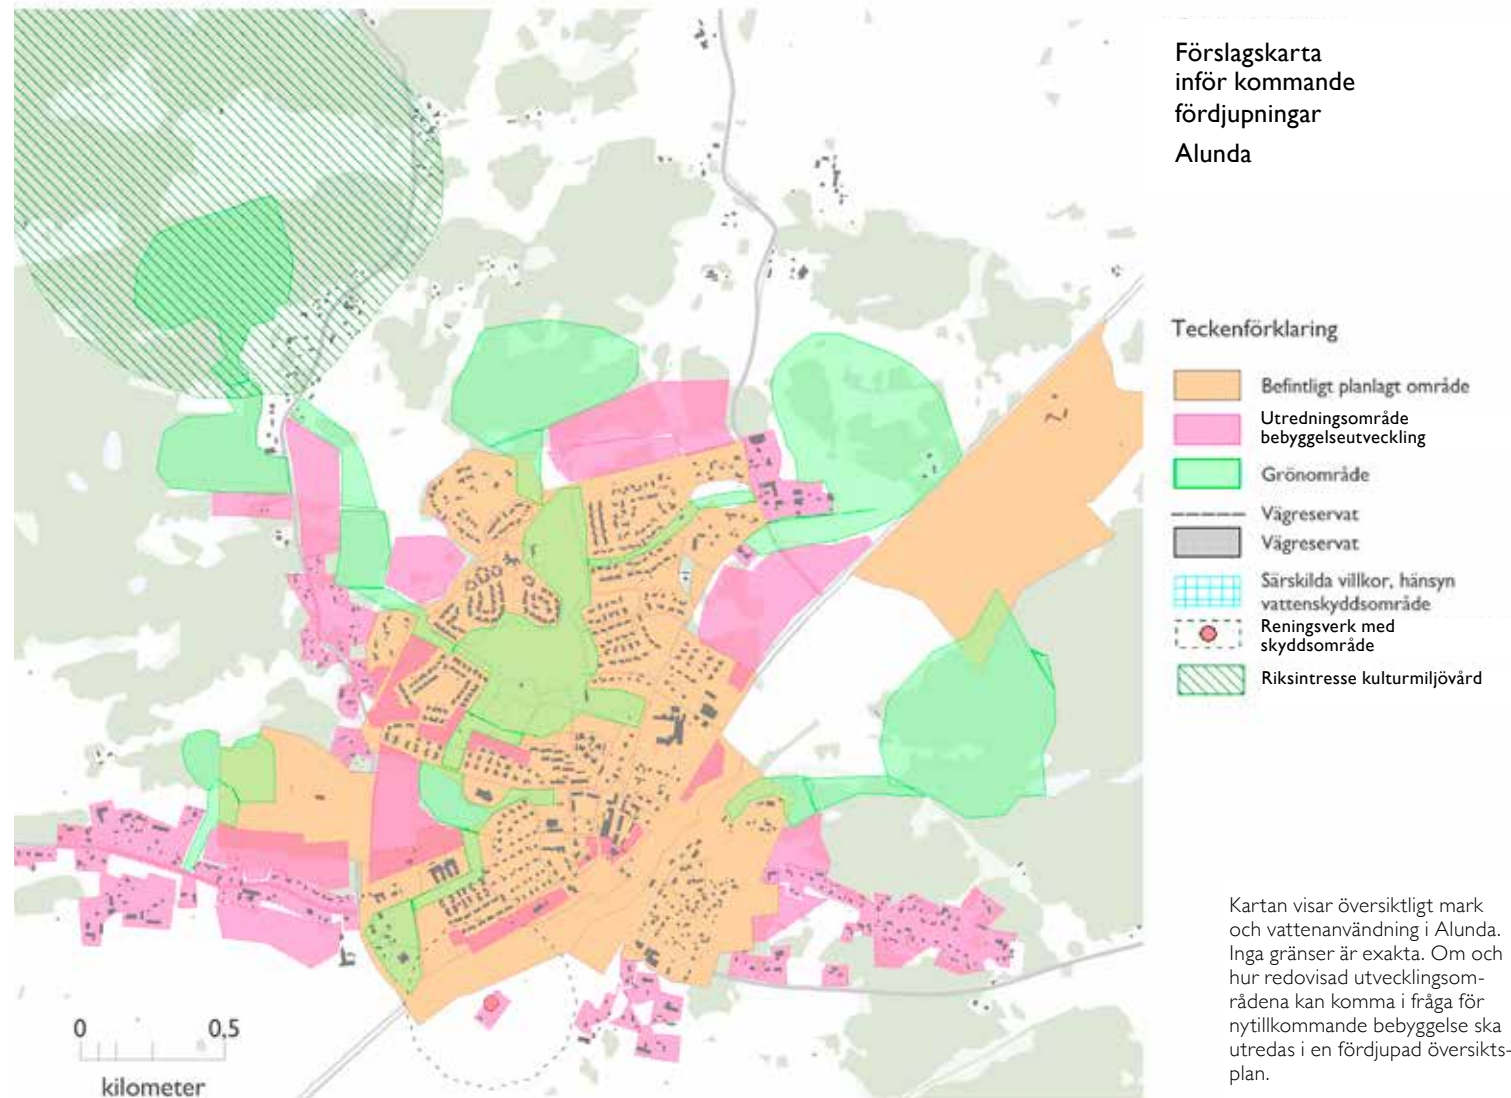 Förslagskarta
inför kommande
fördjupningar
Alunda
Teckenförklaring
Befintligt planlagt område
Utredningsområde
bebyggelseutveckling
Grönområde
Vägreservat
Vägreservat
Särskilda villkor, hänsyn
vattenskyddsområde
Reningsverk med
skyddsområde
Riksintresse kulturmiljövård
Kartan visar översiktligt mark
och vattenanvändning i Alunda.
Inga gränser är exakta. Om och
hur redovisad utvecklingsom-
rådena kan komma i fråga för
nytillkommande bebyggelse ska
utredas i en fördjupad översikts-
plan.
0 0,5
kilometer